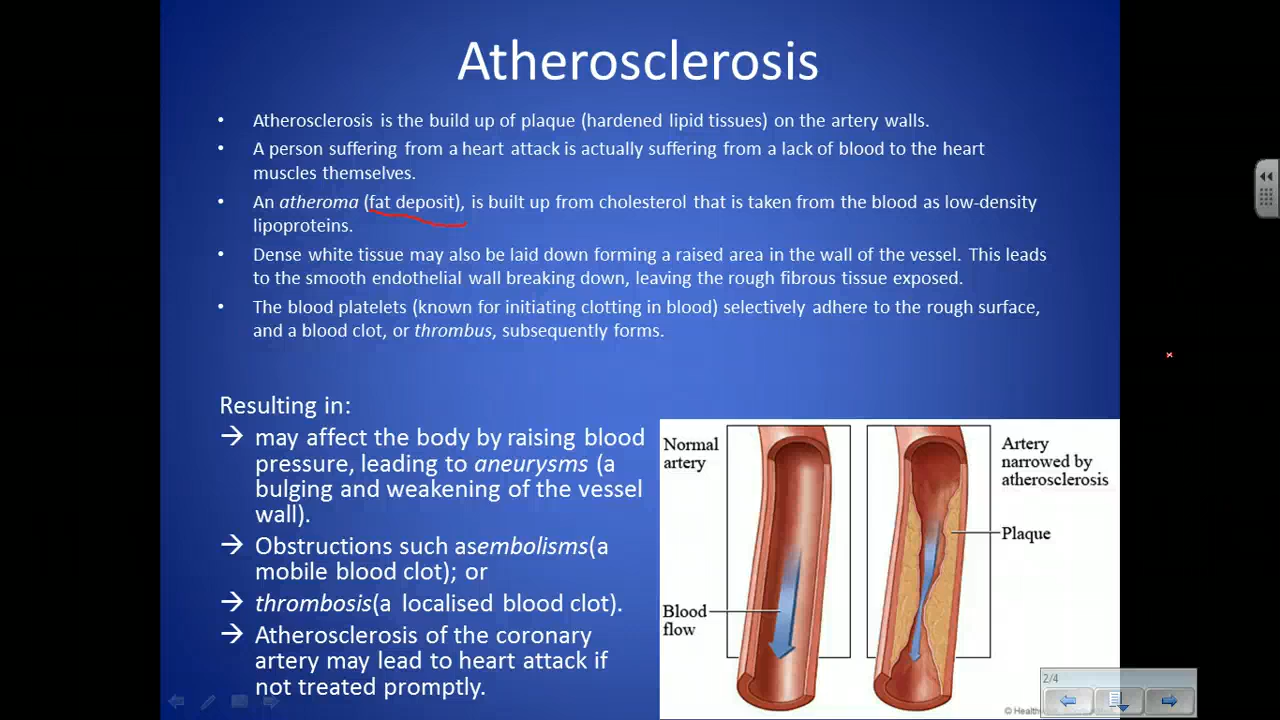 Atherosclerosis
• Atherosclerosis is the build up of plaque (hardened lipid tissues) on the artery walls.
• A person suffering from a heart attack is actually suffering from a lack of blood to the heart
muscles themselves.
• An atheroma (fat deposit), is built up from cholesterol that is taken from the blood as low-density
lipoproteins.
• Dense white tissue may also be laid down forming a raised area in the wall of the vessel. This leads
to the smooth endothelial wall breaking down, leaving the rough fibrous tissue exposed.
• The blood platelets (known for initiating clotting in blood) selectively adhere to the rough surface,
and a blood clot, or thrombus, subsequently forms.
Resulting in:
→ may affect the body by raising blood
pressure, leading to aneurysms (a
bulging and weakening of the vessel
wall).
→ Obstructions such asembolisms(a
mobile blood clot); or
→ thrombosis(a localised blood clot).
→ Atherosclerosis of the coronary
artery may lead to heart attack if
not treated promptly.
Normal
artery
Blood
flow
Artery
narrowed by
atherosclerosis
Plaque
2/4